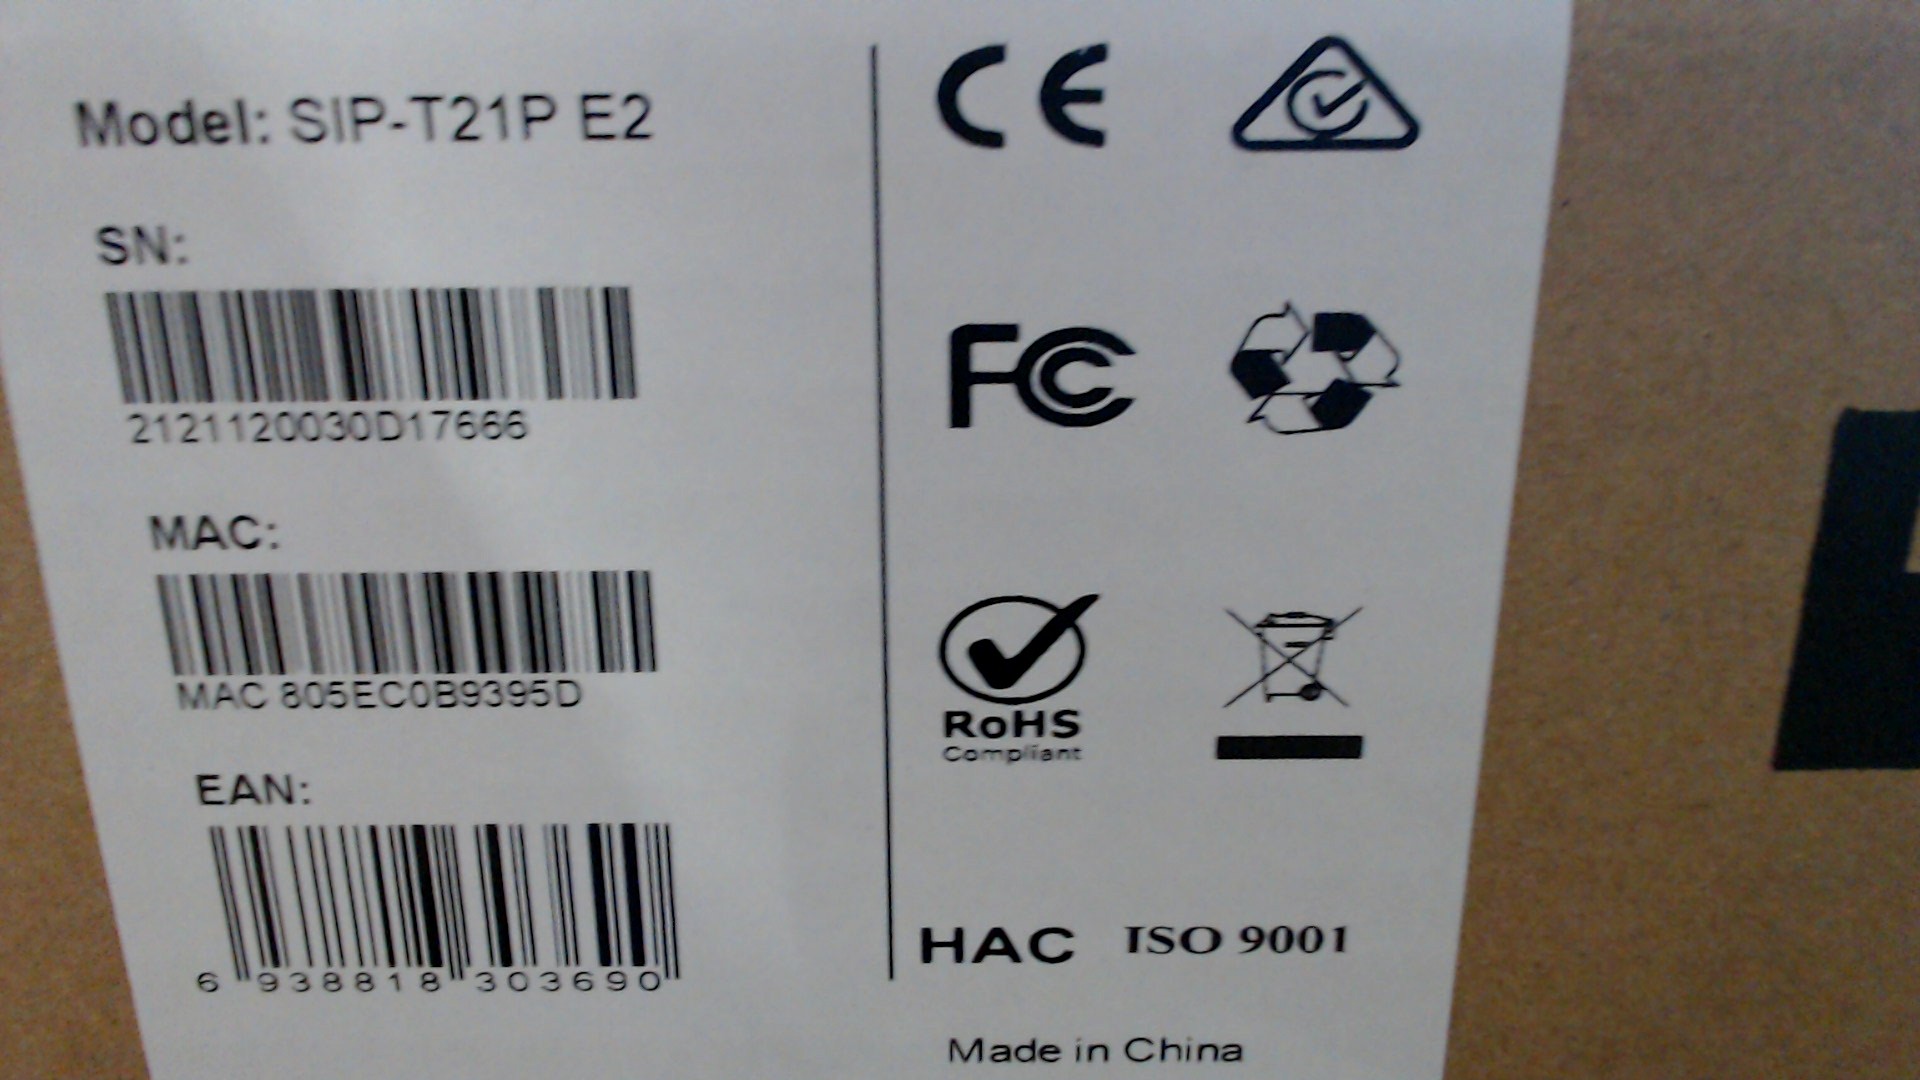 Model: SIP-T21P E2
SN:
2121120030D17666
MAC:
MAC 805EC0B9395D
EAN:
6 938818 303690
CE
FC
RoHS
Compliant
HAC ISO 9001
Made in China